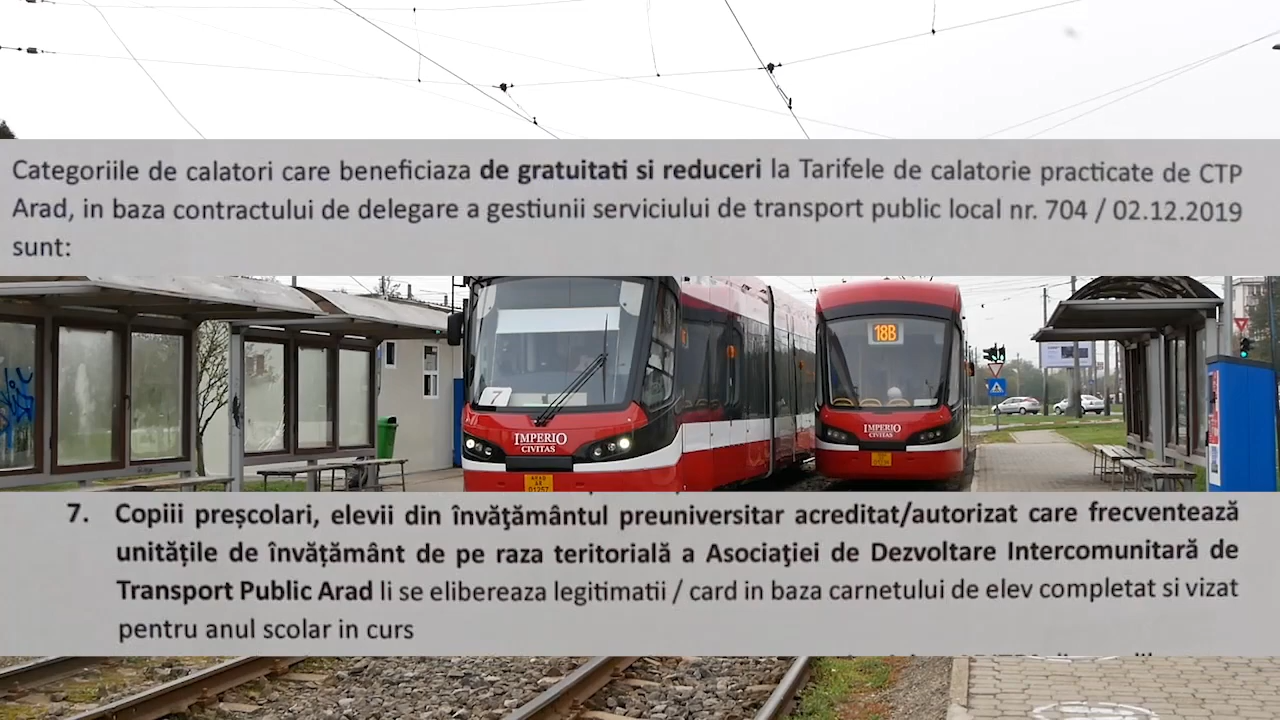 Categoriile de calatori care beneficiaza de gratuitati si reduceri la Tarifele de calatorie practicate de CTP
Arad, in baza contractului de delegare a gestiunii serviciului de transport public local nr. 704 / 02.12.2019
sunt:
18B
7
IMPERIO
CIVITAS
IMPERIO
CIVITAS
7. Copiii preșcolari, elevii din învăţământul preuniversitar acreditat/autorizat care frecventează
unitățile de învățământ de pe raza teritorială a Asociaţiei de Dezvoltare Intercomunitară de
Transport Public Arad li se elibereaza legitimatii / card in baza carnetului de elev completat si vizat
pentru anul scolar in curs